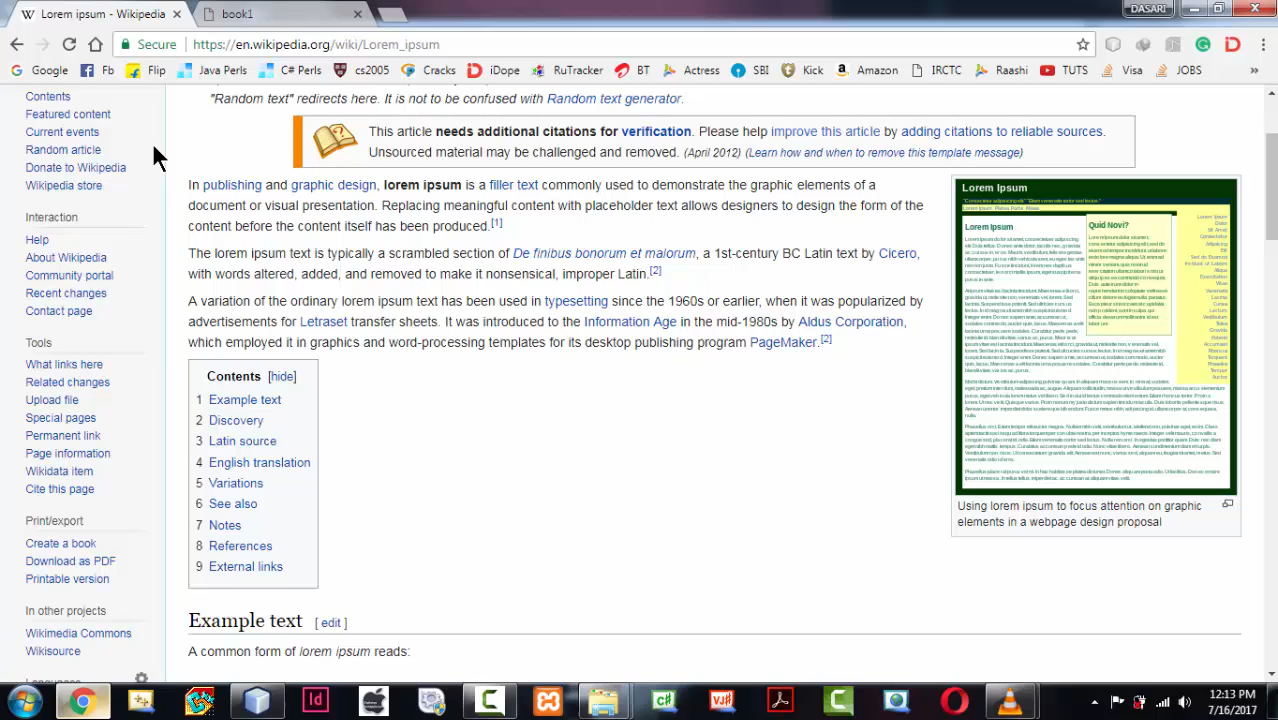 Lorem ipsum - Wikipedia
book1
DASARI
Secure
https://en.wikipedia.org/wiki/Lorem_ipsum
Google
Fb
Flip
Java Perls
C# Perls
cs2005
Cracks
iDope
RuTracker
BT
Actress
SBI
Kick
Amazon
IRCTC
Raashi
TUTS
Visa
JOBS
Contents
Featured content
Current events
Random article
Donate to Wikipedia
Wikipedia store
Interaction
Help
About Wikipedia
Community portal
Recent changes
Contact page
Tools
What links here
Related changes
Upload file
Special pages
Permanent link
Page information
Wikidata item
Cite this page
Print/export
Create a book
Download as PDF
Printable version
In other projects
Wikimedia Commons
Wikisource
"Random text" redirects here. It is not to be confused with Random text generator.
This article needs additional citations for verification. Please help improve this article by adding citations to reliable sources.
Unsourced material may be challenged and removed. (April 2012) (Learn how and when to remove this template message)
In publishing and graphic design, lorem ipsum is a filler text commonly used to demonstrate the graphic elements of a
document or visual presentation. Replacing meaningful content with placeholder text allows viewers to focus on the form of the
content before the content itself has been produced.[1]
The lorem ipsum text is typically a scrambled section of De finibus bonorum et malorum, a 1st-century BC Latin text by Cicero,
with words altered, added, and removed to make it nonsensical, improper Latin.[2]
A variation of the ordinary lorem ipsum text has been used in typesetting since the 1960s or earlier, when it was popularized by
advertisements for Letraset transfer sheets. It was introduced to the Information Age in the mid-1980s by Aldus Corporation,
which employed it in graphics and word-processing templates for its desktop publishing program PageMaker.[2]
Contents [hide]
1 Example text
2 History
3 Latin source
4 English translation
5 Variations
6 See also
7 Notes
8 References
9 External links
Lorem Ipsum
Lorem Ipsum
Quid Novi?
Using lorem ipsum to focus attention on graphic
elements in a webpage design proposal
Example text [ edit ]
A common form of lorem ipsum reads:
12:13 PM
7/16/2017